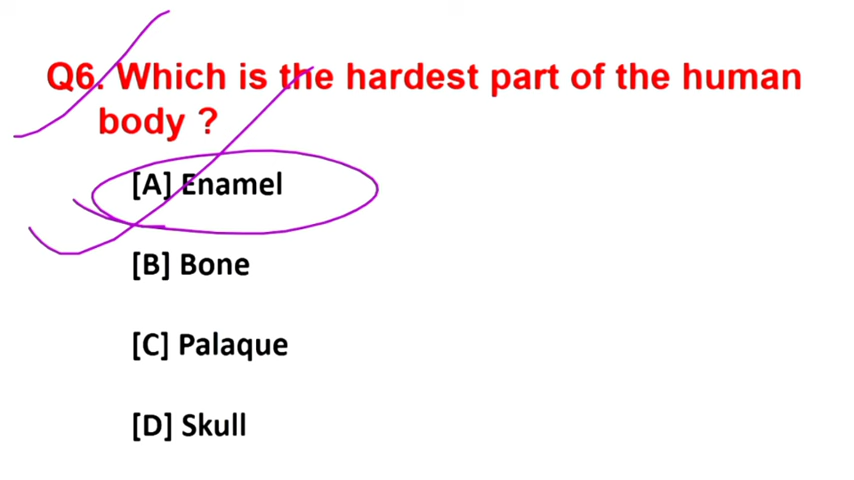 Q6. Which is the hardest part of the human
body ?
[A] Enamel
[B] Bone
[C] Palaque
[D] Skull